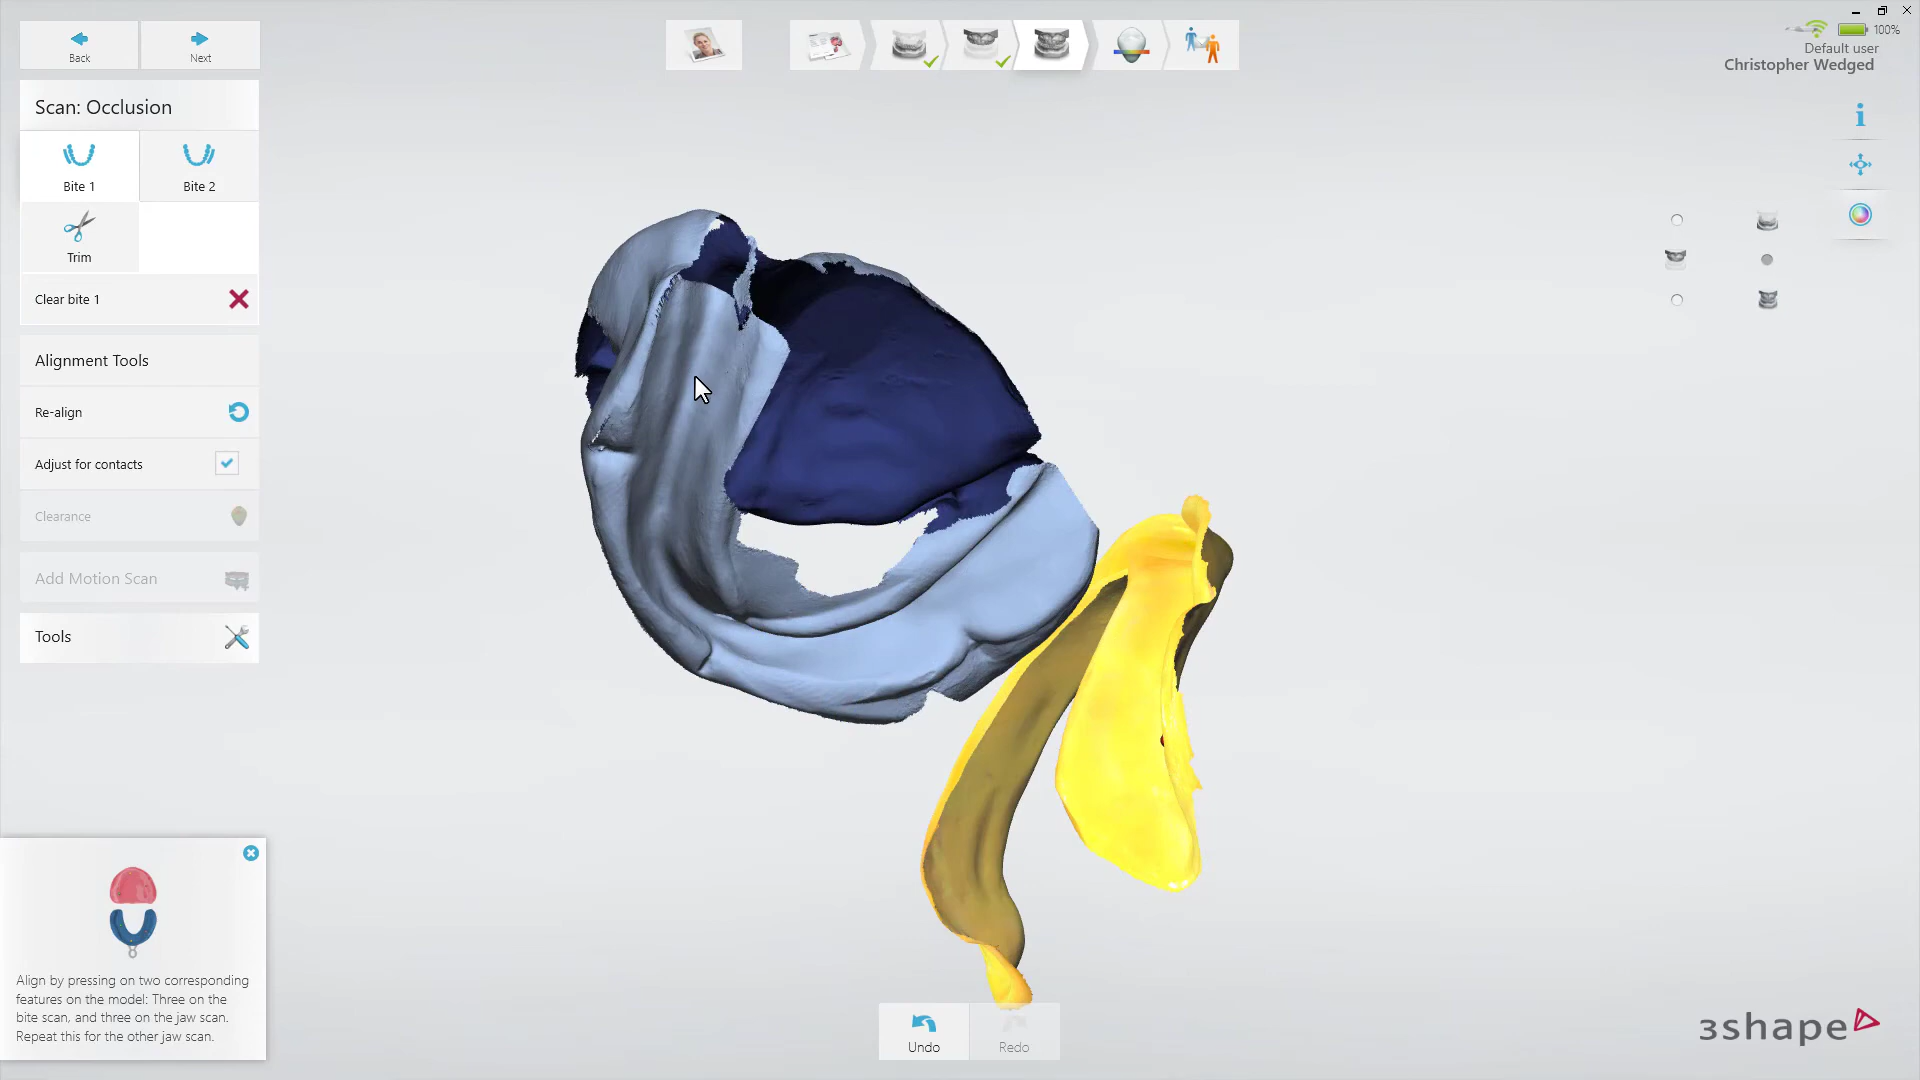 Back
Next
100%
Default user
Christopher Wedged
Scan: Occlusion
Bite 1
Bite 2
Trim
Clear bite 1
Alignment Tools
Re-align
Adjust for contacts
Clearance
Add Motion Scan
Tools
Align by pressing on two corresponding
features on the model: Three on the
bite scan, and three on the jaw scan.
Repeat this for the other jaw scan.
Undo
Redo
3shape